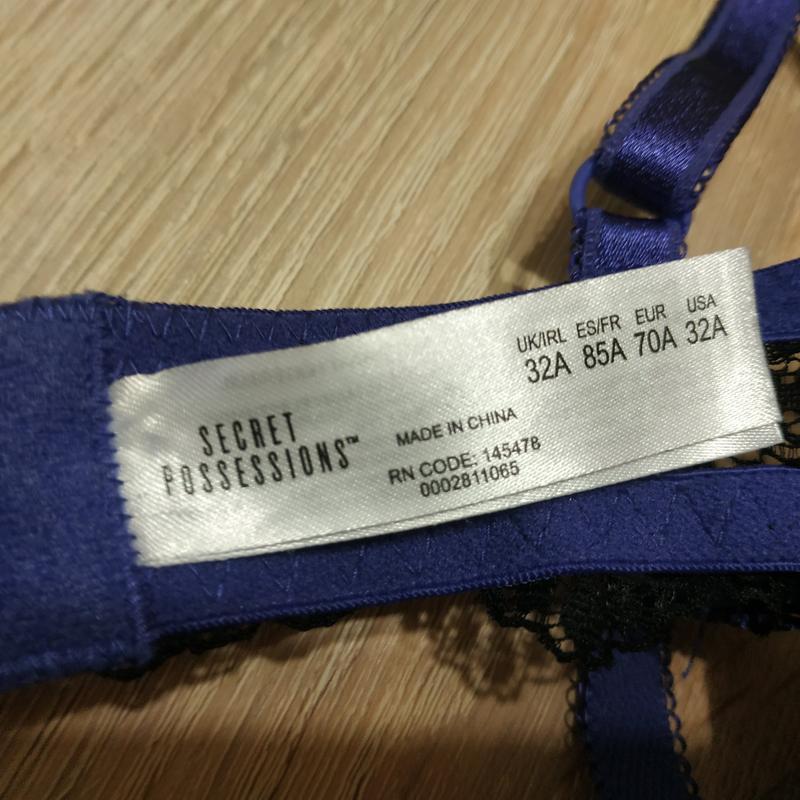 UK/IRL ES/FR EUR USA
32A 85A 70A 32A
SECRET
POSSESSIONS™
MADE IN CHINA
RN CODE: 145478
0002811065